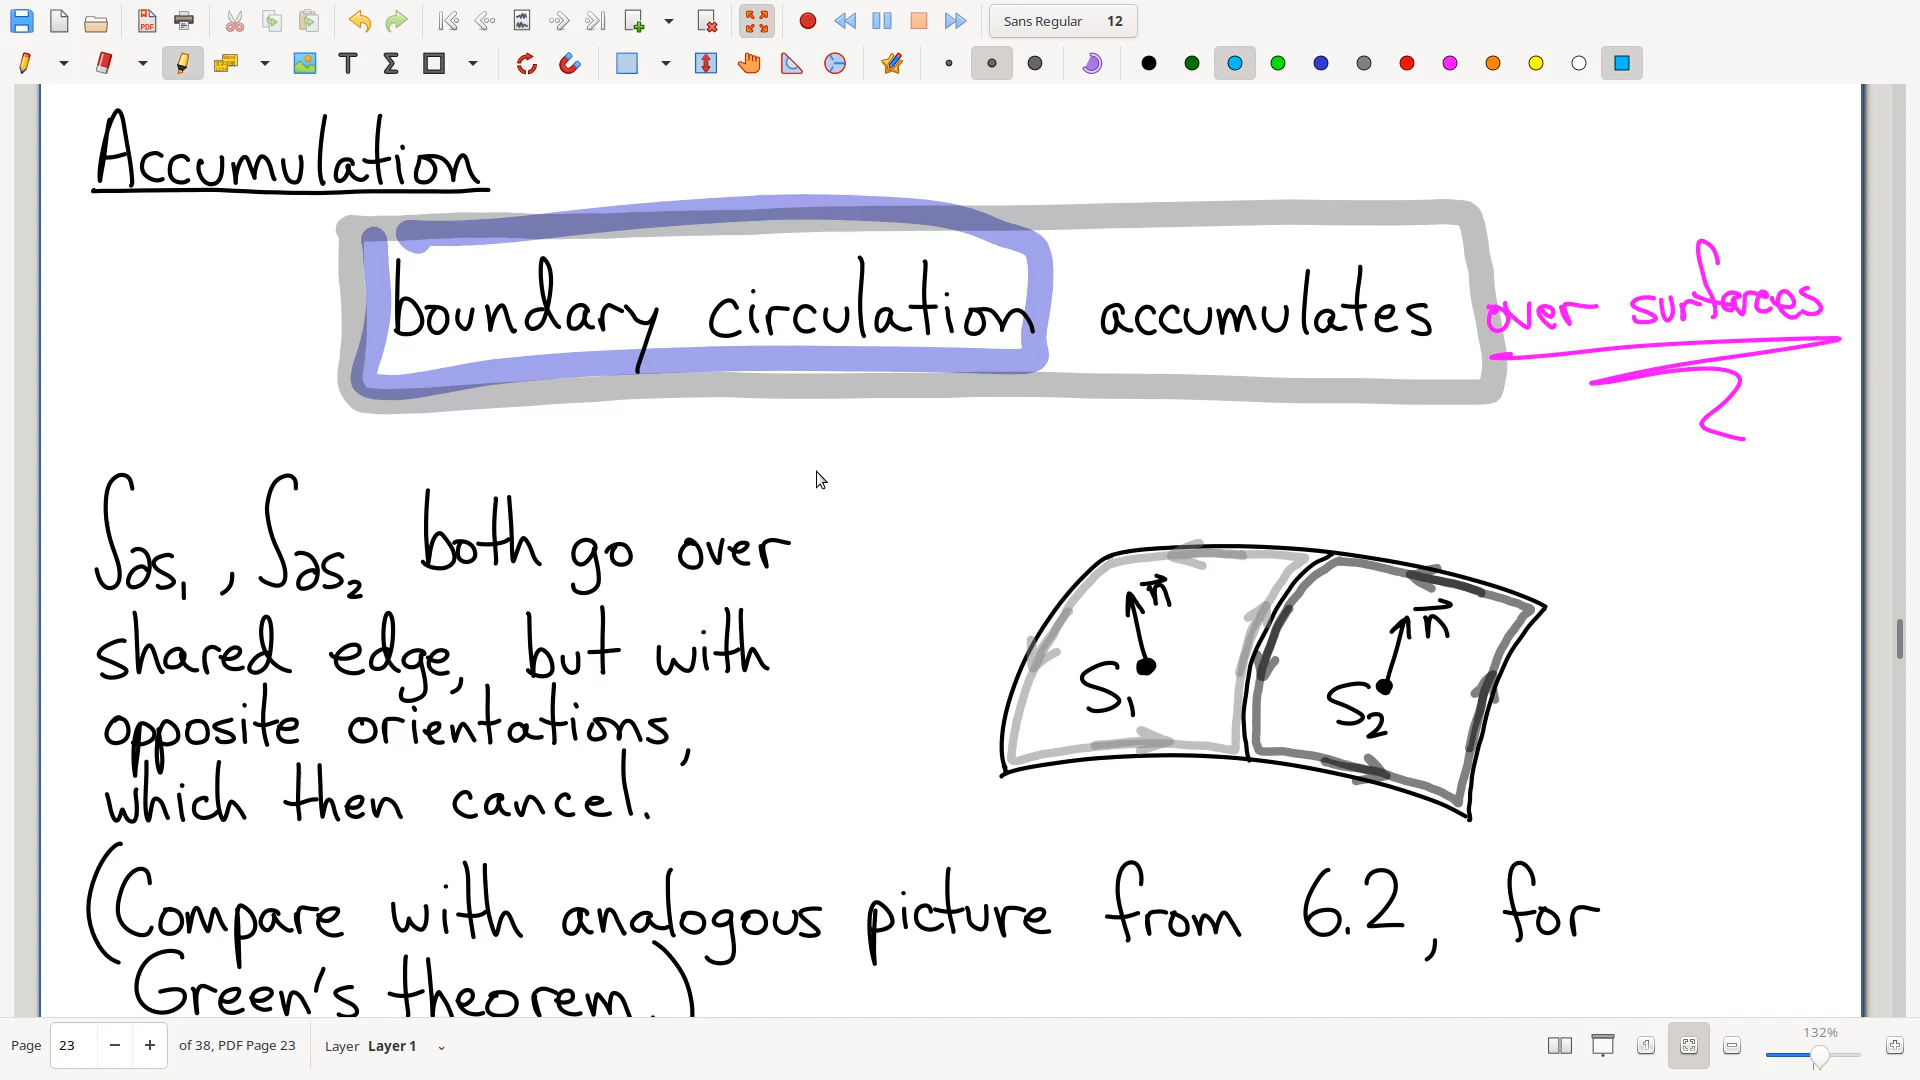 Sans Regular 12
Accumulation
boundary circulation accumulates over surfaces
∫∂S₁, ∫∂S₂ both go over
shared edge, but with
opposite orientations,
which then cancel.
n⃗ n⃗
S₁ S₂
(Compare with analogous picture from 6.2, for
Green's theorem.)
Page 23 − + of 38, PDF Page 23 Layer Layer 1 132%